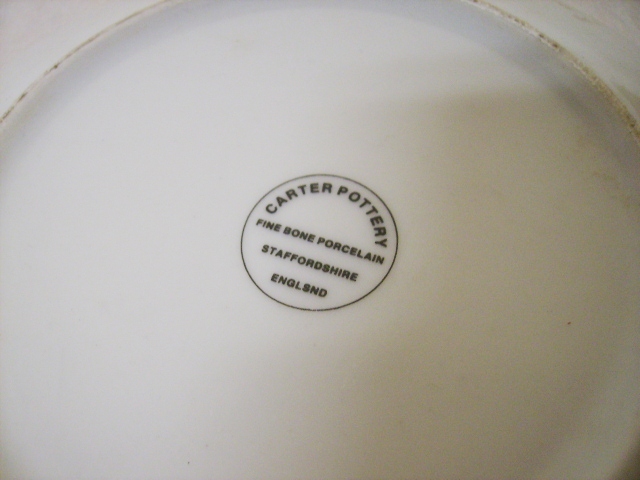 CARTER POTTERY
FINE BONE PORCELAIN
STAFFORDSHIRE
ENGLSND